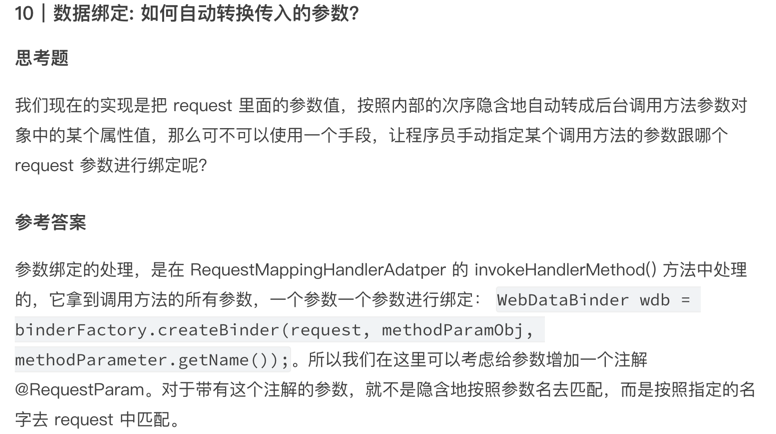 10｜数据绑定: 如何自动转换传入的参数?
思考题
我们现在的实现是把 request 里面的参数值，按照内部的次序隐含地自动转成后台调用方法参数对
象中的某个属性值，那么可不可以使用一个手段，让程序员手动指定某个调用方法的参数跟哪个
request 参数进行绑定呢?
参考答案
参数绑定的处理，是在 RequestMappingHandlerAdatper 的 invokeHandlerMethod() 方法中处理
的，它拿到调用方法的所有参数，一个参数一个参数进行绑定： WebDataBinder wdb =
binderFactory.createBinder(request, methodParamObj,
methodParameter.getName());。所以我们在这里可以考虑给参数增加一个注解
@RequestParam。对于带有这个注解的参数，就不是隐含地按照参数名去匹配，而是按照指定的名
字去 request 中匹配。